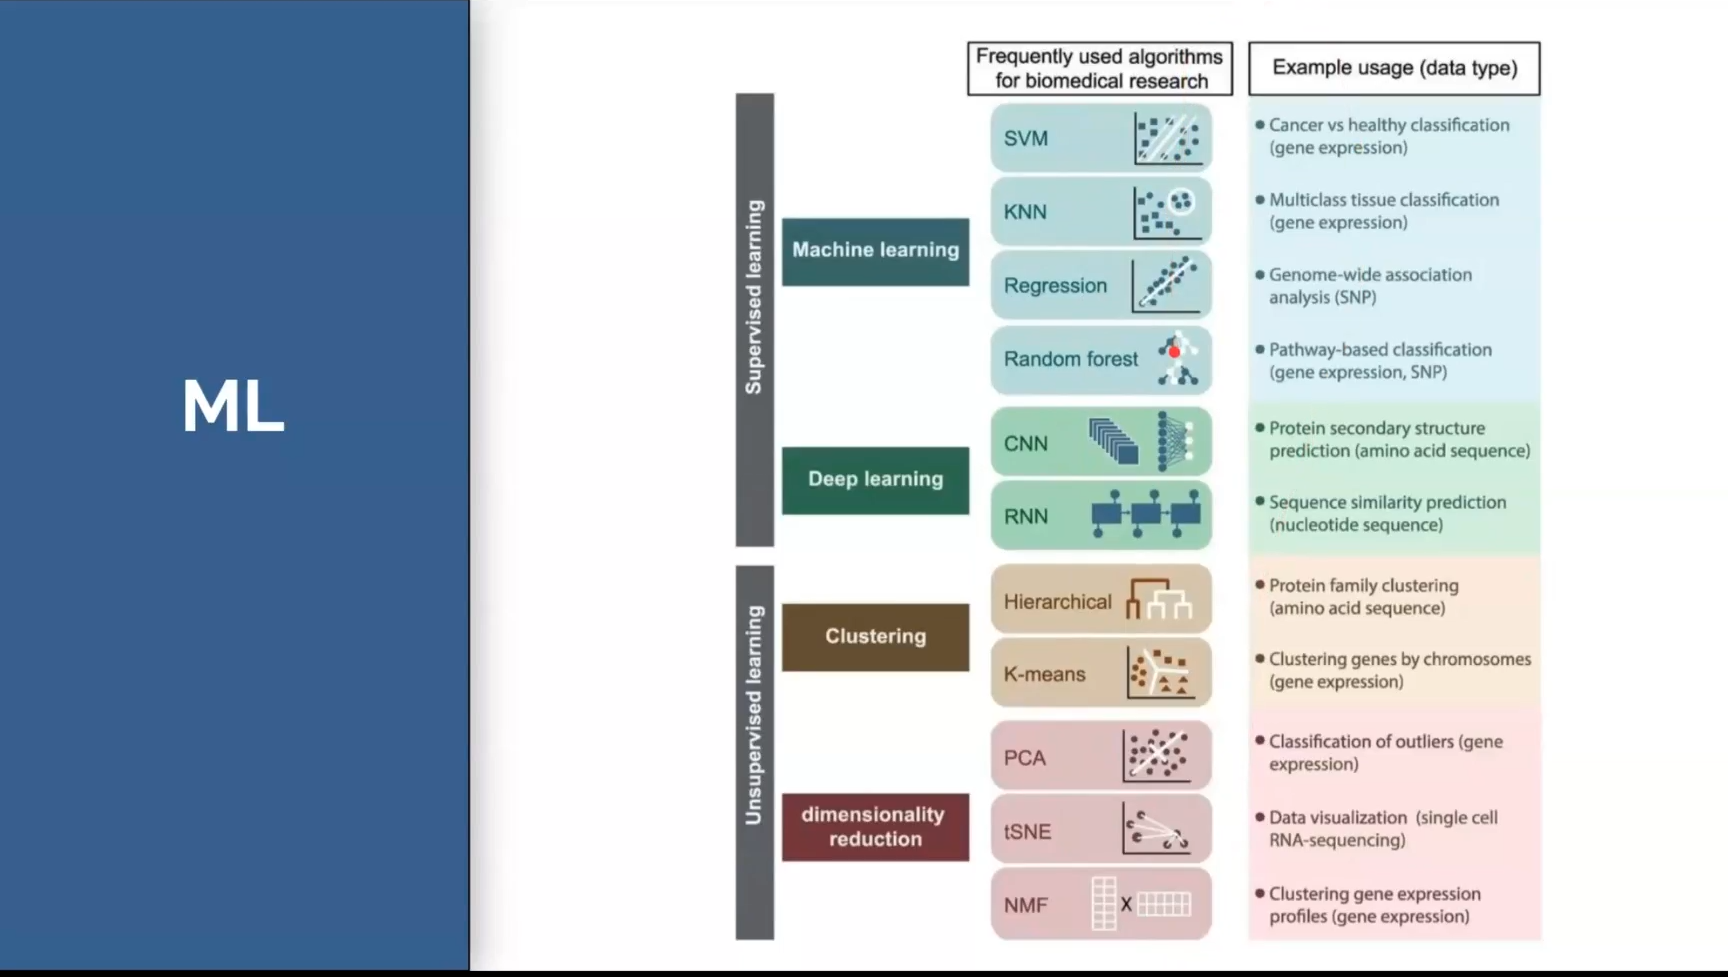 ML
Frequently used algorithms
for biomedical research
Example usage (data type)
Supervised learning
Machine learning
SVM
Cancer vs healthy classification
(gene expression)
KNN
Multiclass tissue classification
(gene expression)
Regression
Genome-wide association
analysis (SNP)
Random forest
Pathway-based classification
(gene expression, SNP)
Deep learning
CNN
Protein secondary structure
prediction (amino acid sequence)
RNN
Sequence similarity prediction
(nucleotide sequence)
Unsupervised learning
Clustering
Hierarchical
Protein family clustering
(amino acid sequence)
K-means
Clustering genes by chromosomes
(gene expression)
dimensionality
reduction
PCA
Classification of outliers (gene
expression)
tSNE
Data visualization (single cell
RNA-sequencing)
NMF
X
Clustering gene expression
profiles (gene expression)